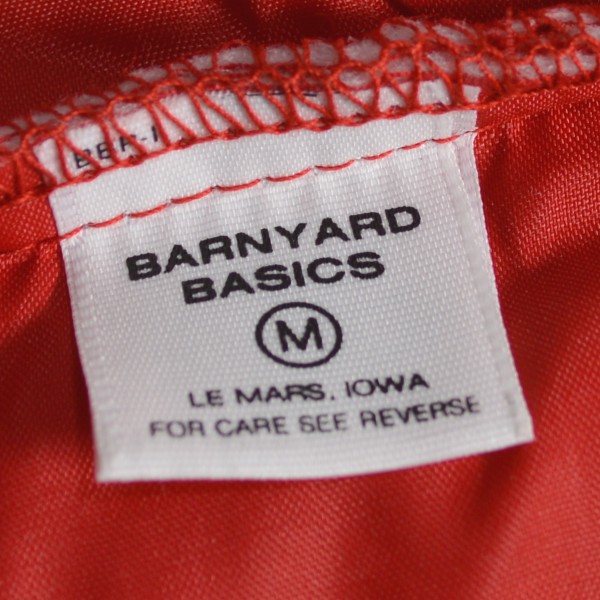 BARNYARD
BASICS
M
LE MARS, IOWA
FOR CARE SEE REVERSE